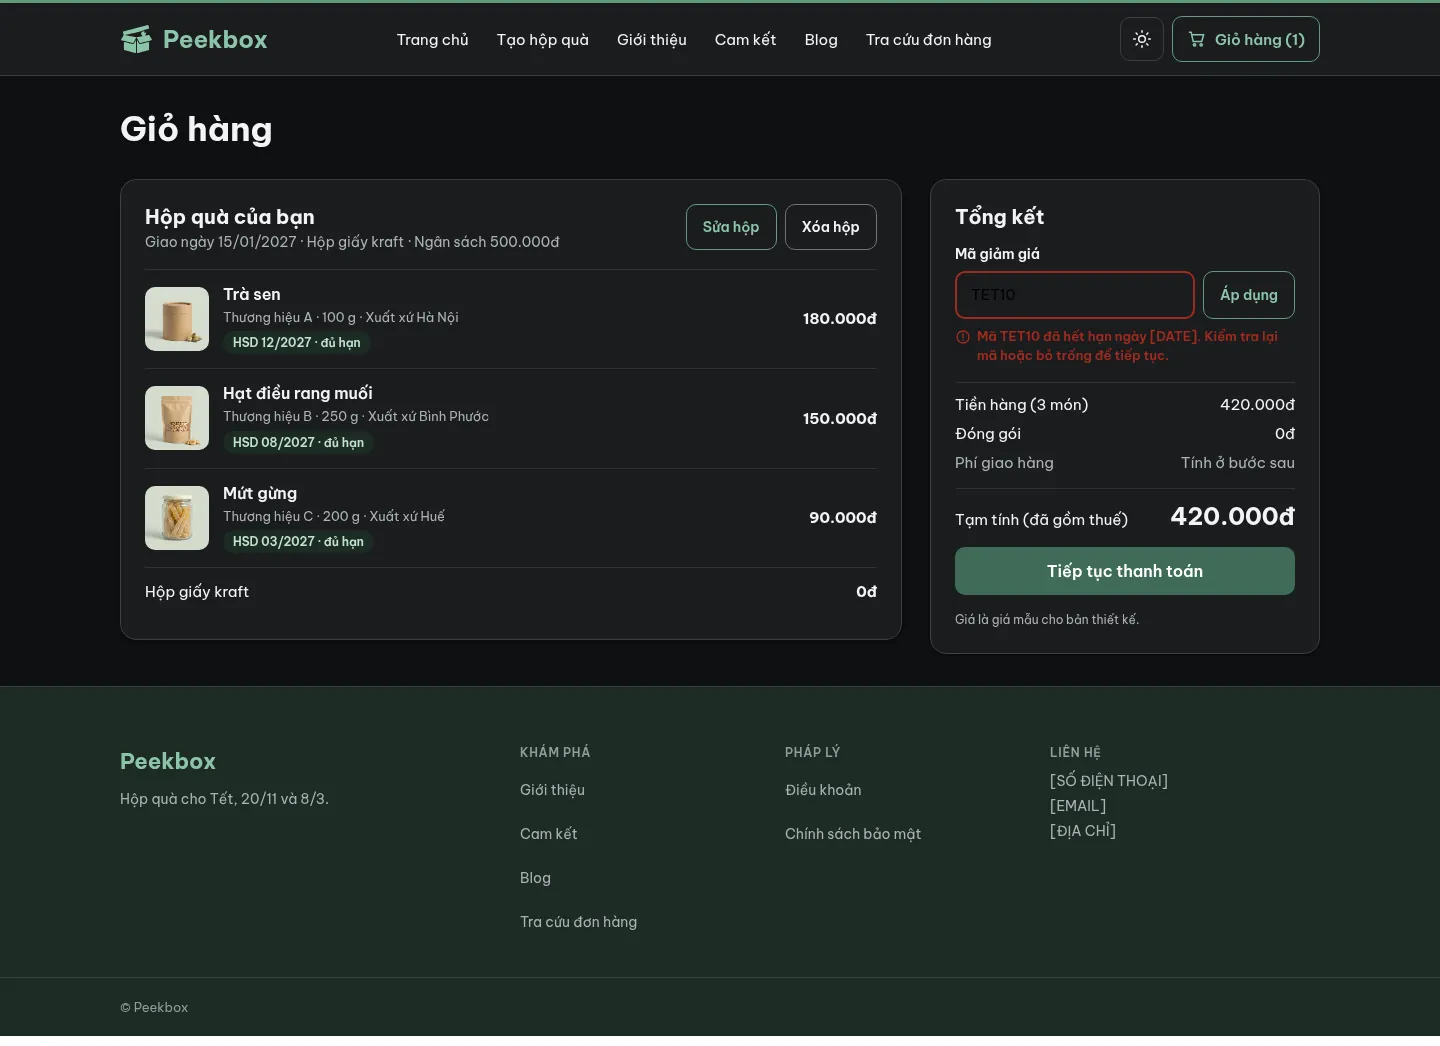 Peekbox
Trang chủ
Tạo hộp quà
Giới thiệu
Cam kết
Blog
Tra cứu đơn hàng
Giỏ hàng (1)
Giỏ hàng
Hộp quà của bạn
Giao ngày 15/01/2027 · Hộp giấy kraft · Ngân sách 500.000đ
Sửa hộp
Xóa hộp
Trà sen
Thương hiệu A · 100 g · Xuất xứ Hà Nội
HSD 12/2027 · đủ hạn
180.000đ
Hạt điều rang muối
Thương hiệu B · 250 g · Xuất xứ Bình Phước
HSD 08/2027 · đủ hạn
150.000đ
Mứt gừng
Thương hiệu C · 200 g · Xuất xứ Huế
HSD 03/2027 · đủ hạn
90.000đ
Hộp giấy kraft
0đ
Tổng kết
Mã giảm giá
TET10
Áp dụng
Mã TET10 đã hết hạn ngày [DATE]. Kiểm tra lại
mã hoặc bỏ trống để tiếp tục.
Tiền hàng (3 món)
420.000đ
Đóng gói
0đ
Phí giao hàng
Tính ở bước sau
Tạm tính (đã gồm thuế)
420.000đ
Tiếp tục thanh toán
Giá là giá mẫu cho bản thiết kế.
Peekbox
Hộp quà cho Tết, 20/11 và 8/3.
KHÁM PHÁ
Giới thiệu
Cam kết
Blog
Tra cứu đơn hàng
PHÁP LÝ
Điều khoản
Chính sách bảo mật
LIÊN HỆ
[SỐ ĐIỆN THOẠI]
[EMAIL]
[ĐỊA CHỈ]
© Peekbox